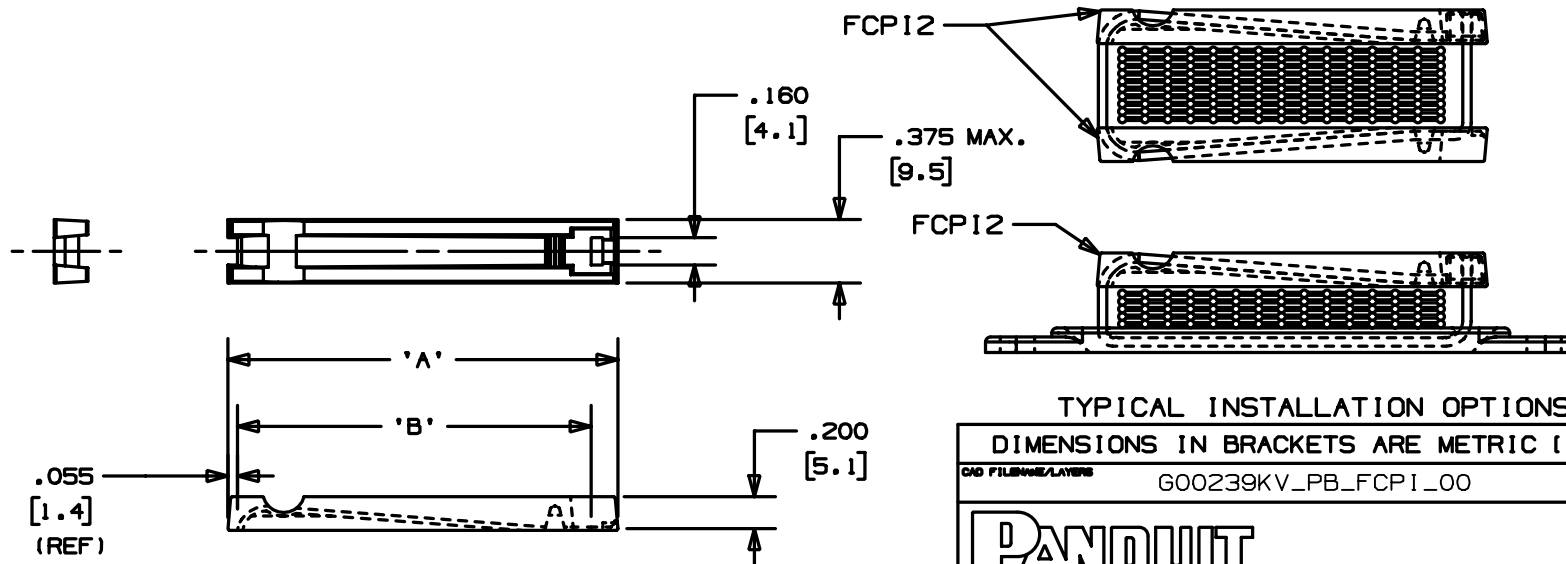 FCPI2
.160
[4.1]
.375 MAX.
[9.5]
FCPI2
'A'
'B'
.200
[5.1]
.055
[1.4]
(REF)
TYPICAL INSTALLATION OPTIONS
DIMENSIONS IN BRACKETS ARE METRIC [
CAD FILENAME/LAYERS
G00239KV_PB_FCPI_00
PANDUIT